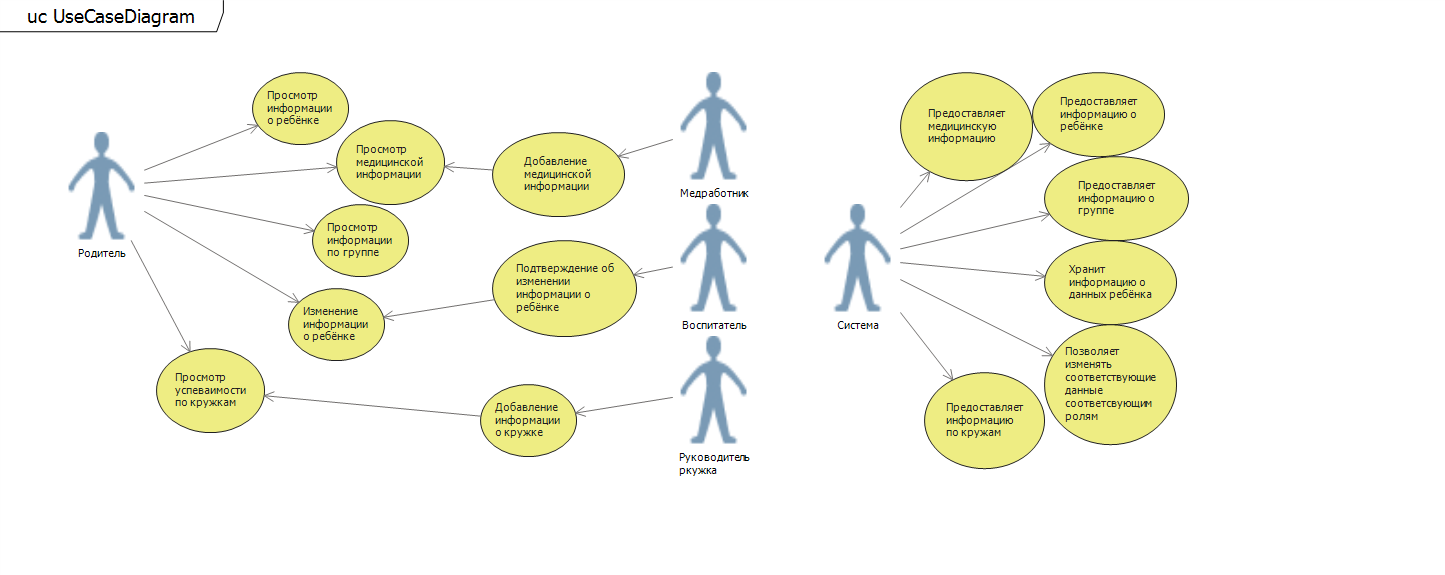 uc UseCaseDiagram
Просмотр
информации
о ребёнке
Просмотр
медицинской
информации
Просмотр
информации
по группе
Изменение
информации
о ребёнке
Просмотр
успеваимости
по кружкам
Родитель
Добавление
медицинской
информации
Подтверждение об
изменении
информации о
ребёнке
Добавление
информации
о кружке
Медработник
Воспитатель
Руководитель
ркужка
Система
Предоставляет
медицинскую
информацию
Предоставляет
информацию о
ребёнке
Предоставляет
информацию о
группе
Хранит
информацию о
данных ребёнка
Позволяет
изменять
соответствующие
данные
соответсвующим
ролям
Предоставляет
информацию
по кружам